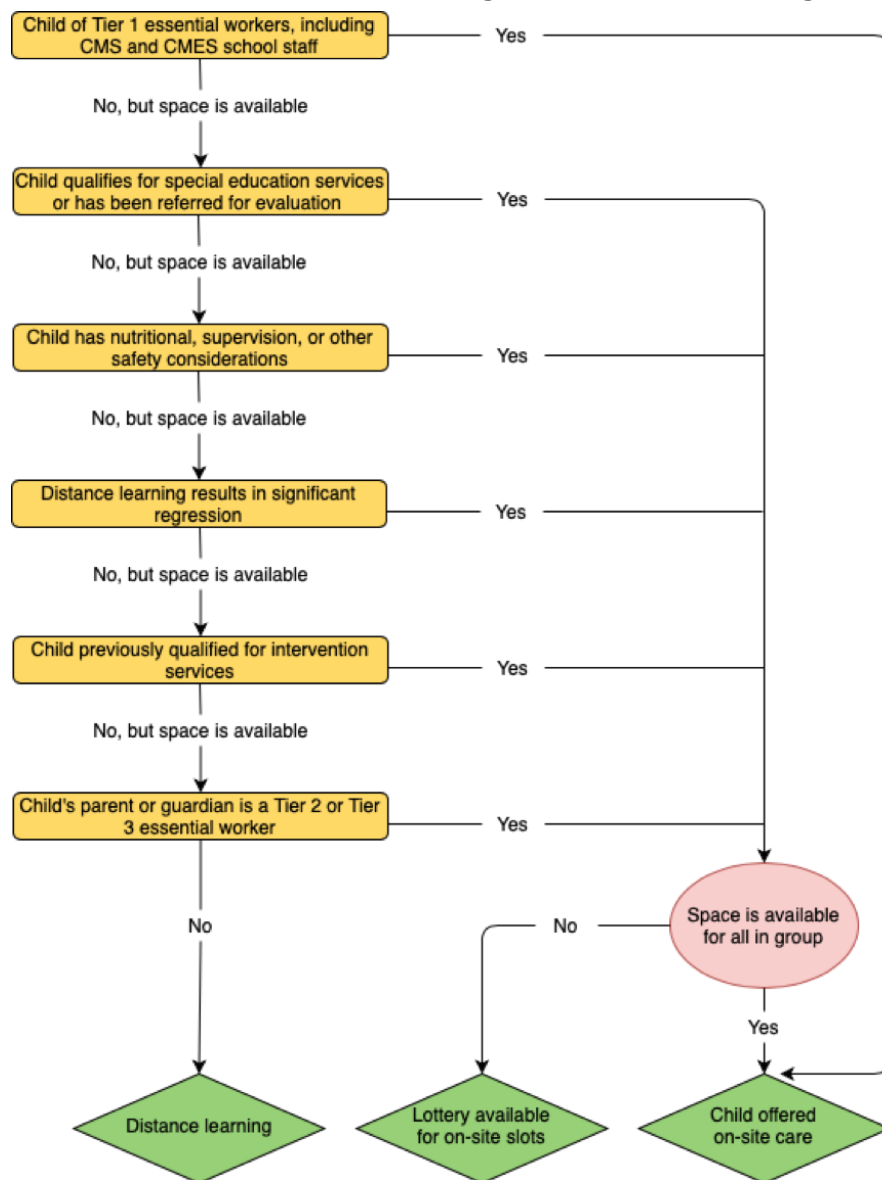 Child of Tier 1 essential workers, including
CMS and CMES school staff
Yes
No, but space is available
Child qualifies for special education services
or has been referred for evaluation
Yes
No, but space is available
Child has nutritional, supervision, or other
safety considerations
Yes
No, but space is available
Distance learning results in significant
regression
Yes
No, but space is available
Child previously qualified for intervention
services
Yes
No, but space is available
Child's parent or guardian is a Tier 2 or Tier
3 essential worker
Yes
No
No
Space is available
for all in group
Yes
Distance learning
Lottery available
for on-site slots
Child offered
on-site care